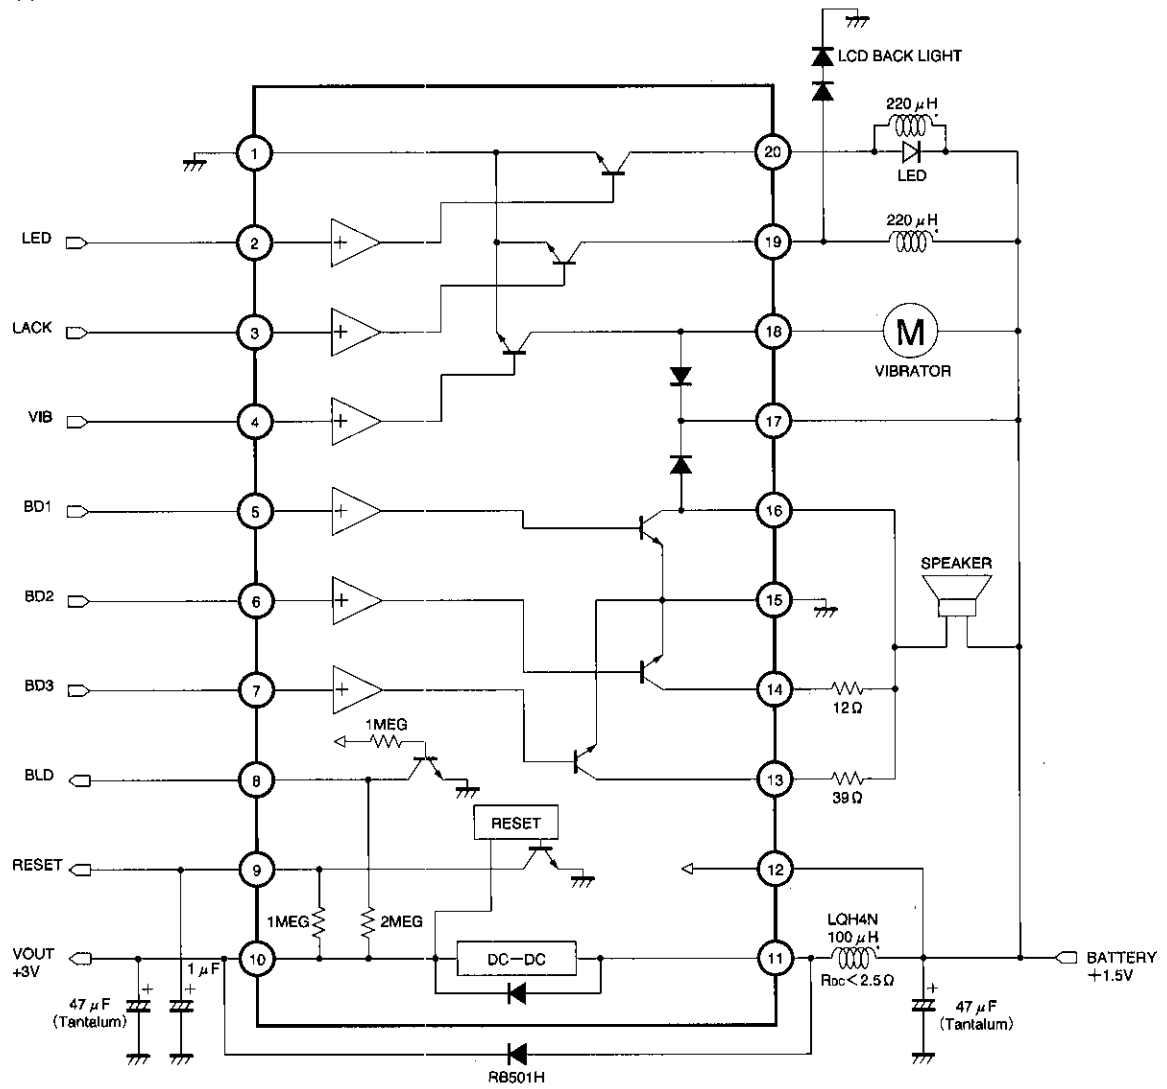 LCD BACK LIGHT
220 μH
1
20
LED
LED
2
19
220 μH
LACK
3
18
M
VIBRATOR
VIB
4
17
BD1
5
16
SPEAKER
BD2
6
15
BD3
7
14
12Ω
1MEG
BLD
8
13
39Ω
RESET
RESET
9
12
1MEG
2MEG
LQH4N
100 μH
VOUT
+3V
10
DC−DC
11
BATTERY
+1.5V
RDC<2.5Ω
1 μF
+
+
+
47 μF
(Tantalum)
47 μF
(Tantalum)
RB501H